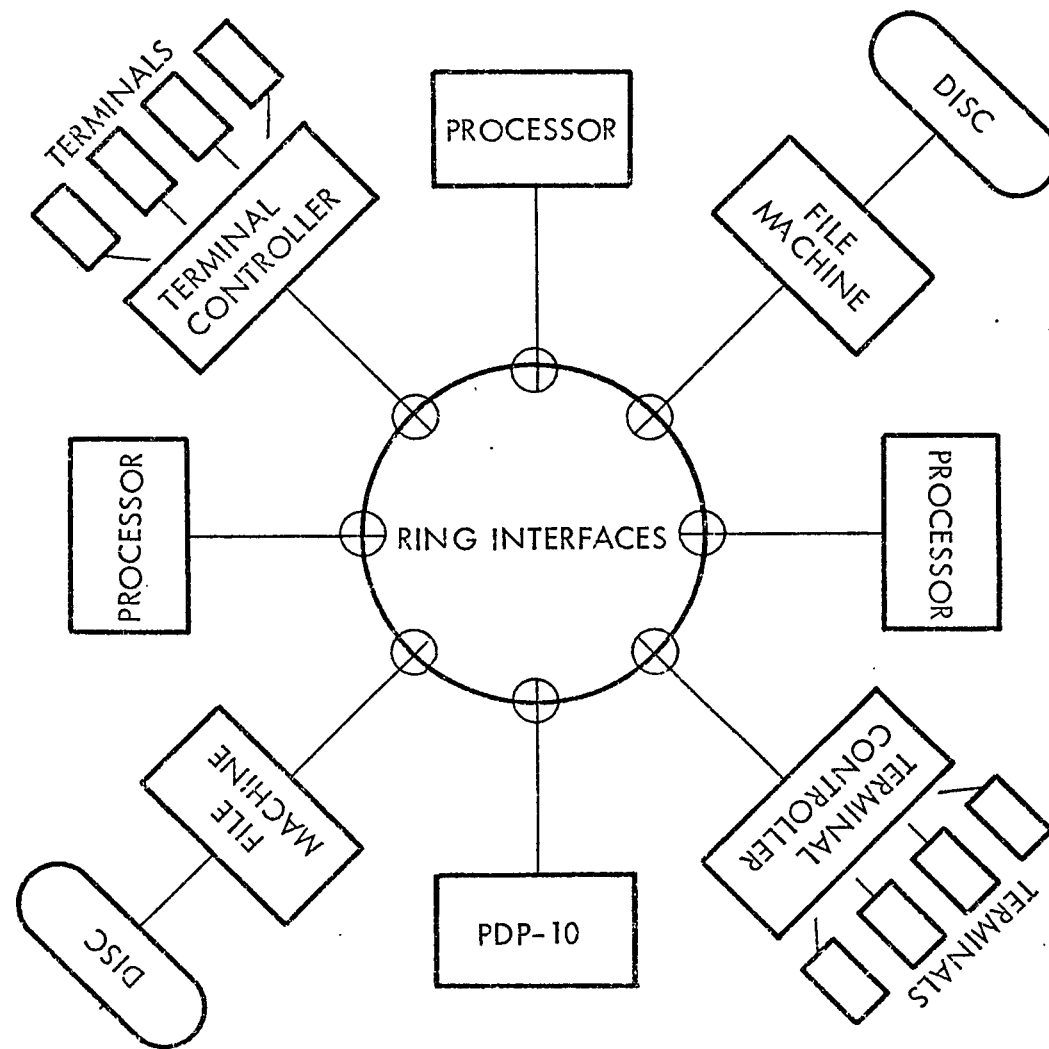 TERMINALS
PROCESSOR
DISC
TERMINAL
CONTROLLER
FILE
MACHINE
PROCESSOR
RING INTERFACES
PROCESSOR
FILE
MACHINE
TERMINAL
CONTROLLER
DISC
PDP-10
TERMINALS